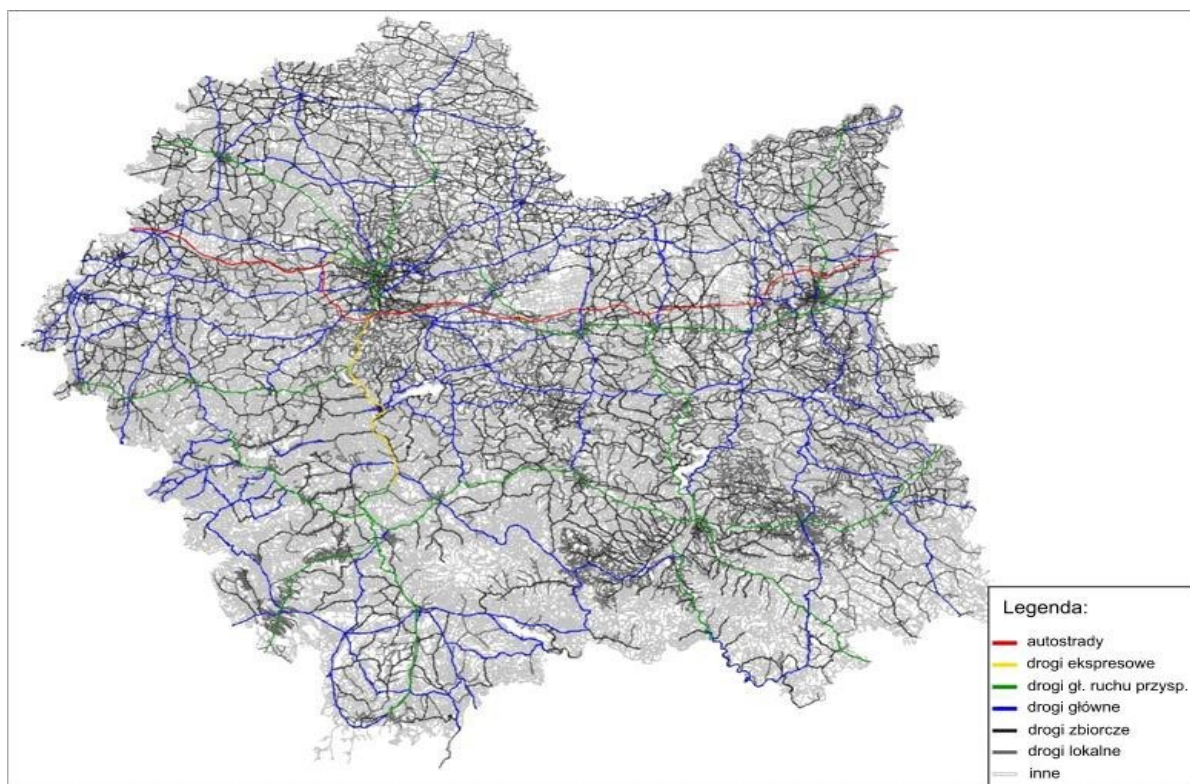 Legenda:
autostrady
drogi ekspresowe
drogi gł. ruchu przysp.
drogi główne
drogi zbiorcze
drogi lokalne
inne